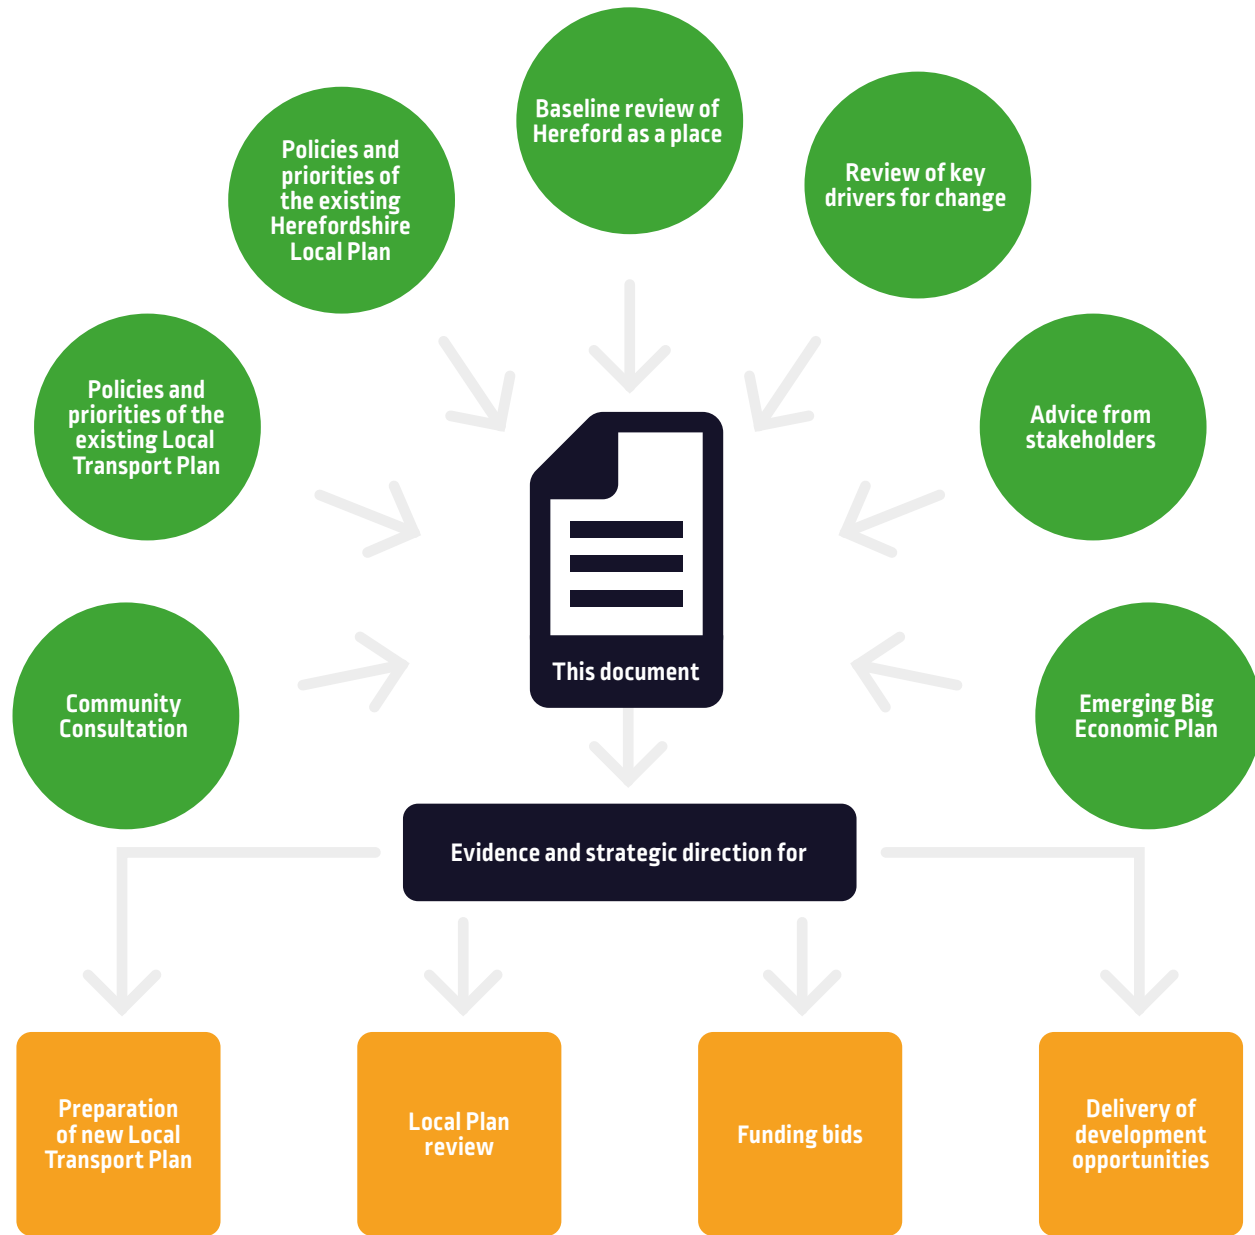 Baseline review of
Hereford as a place
Policies and
priorities of
the existing
Herefordshire
Local Plan
Review of key
drivers for change
Policies and
priorities of the
existing Local
Transport Plan
Advice from
stakeholders
This document
Community
Consultation
Emerging Big
Economic Plan
Evidence and strategic direction for
Preparation
of new Local
Transport Plan
Local Plan
review
Funding bids
Delivery of
development
opportunities